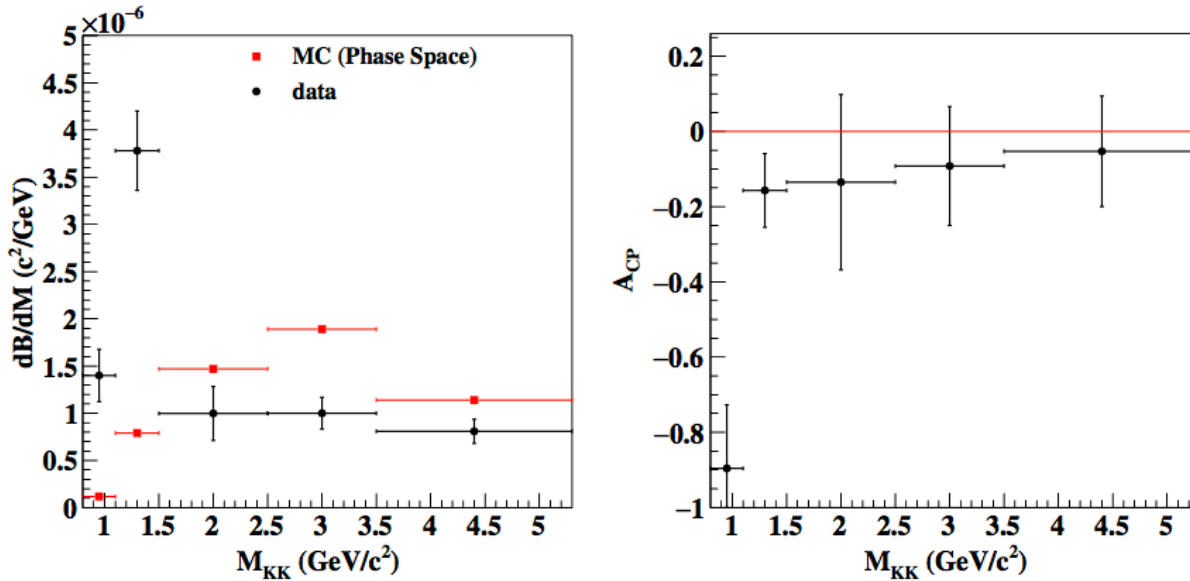 ×10⁻⁶
MC (Phase Space)
data
dB/dM (c²/GeV)
5
4.5
4
3.5
3
2.5
2
1.5
1
0.5
0
1 1.5 2 2.5 3 3.5 4 4.5 5
M_KK (GeV/c²)
A_CP
0.2
0
−0.2
−0.4
−0.6
−0.8
−1
1 1.5 2 2.5 3 3.5 4 4.5 5
M_KK (GeV/c²)